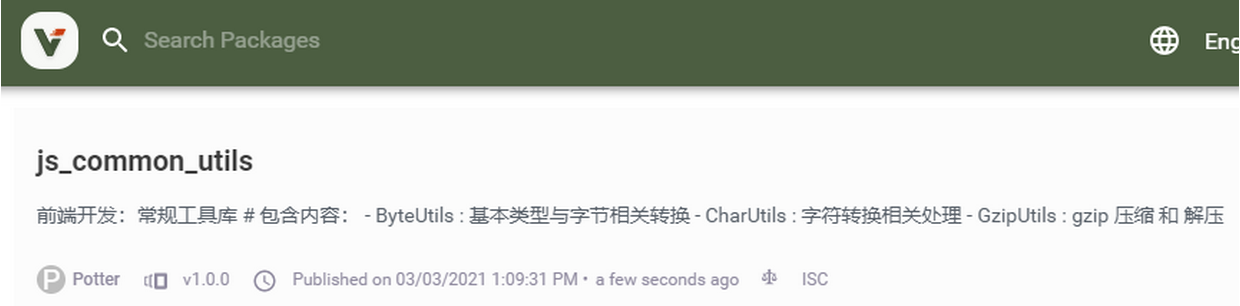 Search Packages
Eng
js_common_utils
前端开发：常规工具库 # 包含内容： - ByteUtils : 基本类型与字节相关转换 - CharUtils : 字符转换相关处理 - GzipUtils : gzip 压缩 和 解压
Potter v1.0.0 Published on 03/03/2021 1:09:31 PM • a few seconds ago ISC